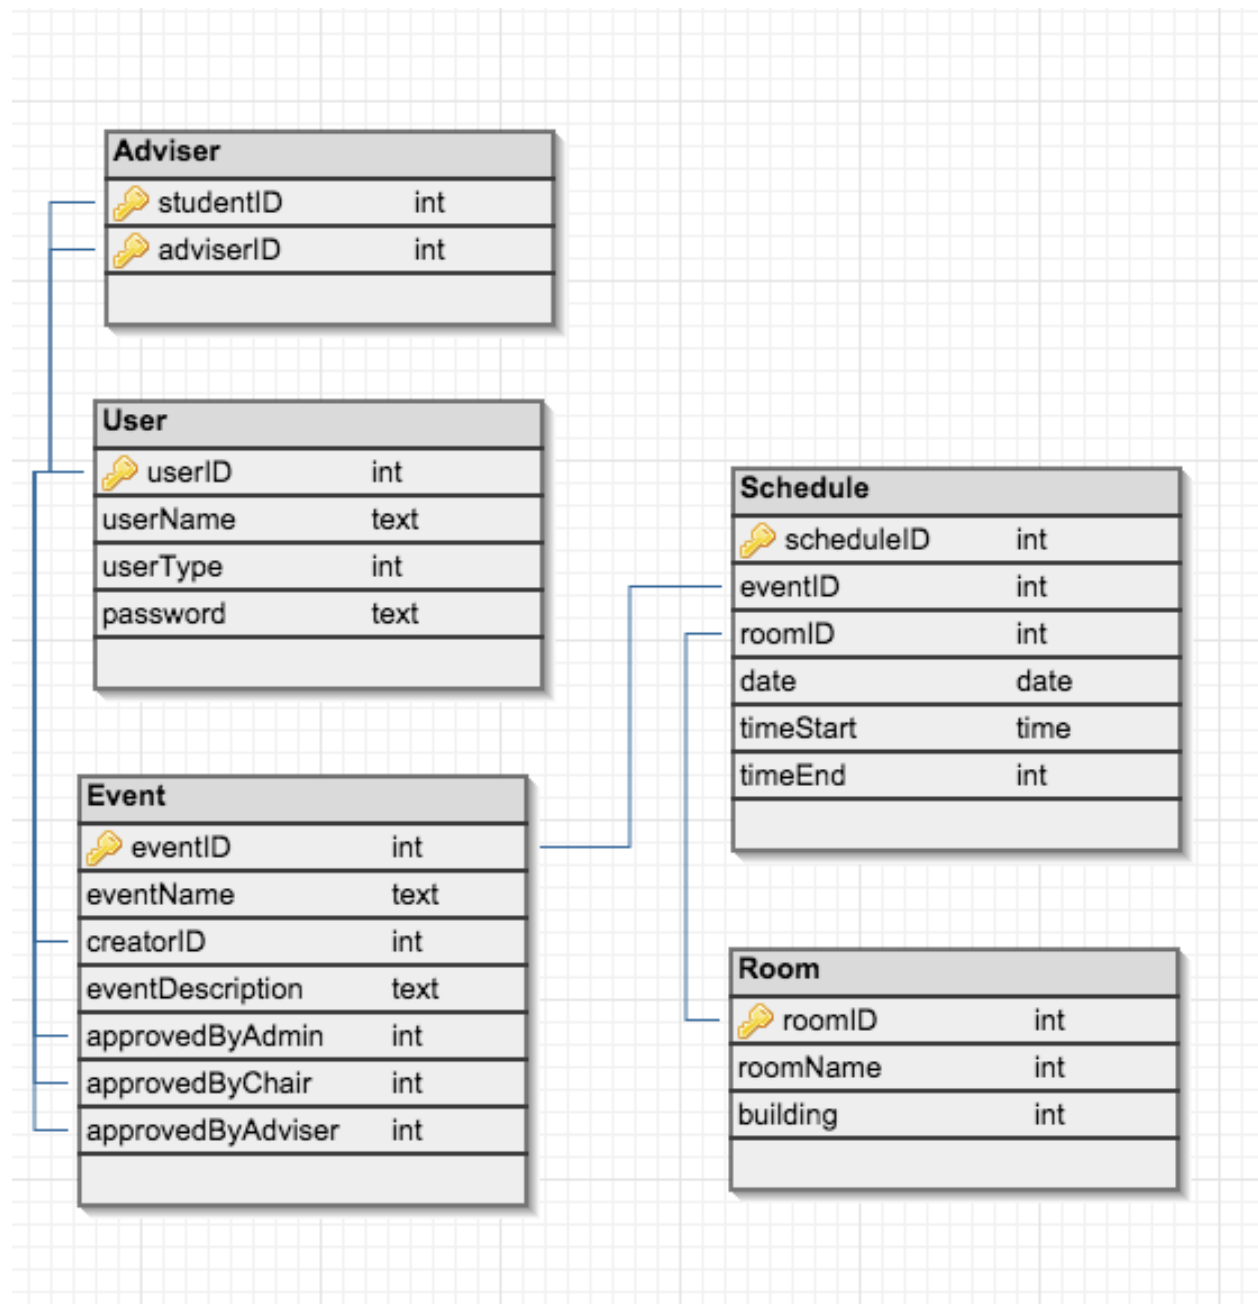 Adviser
studentID int
adviserID int
User
userID int
userName text
userType int
password text
Event
eventID int
eventName text
creatorID int
eventDescription text
approvedByAdmin int
approvedByChair int
approvedByAdviser int
Schedule
scheduleID int
eventID int
roomID int
date date
timeStart time
timeEnd int
Room
roomID int
roomName int
building int